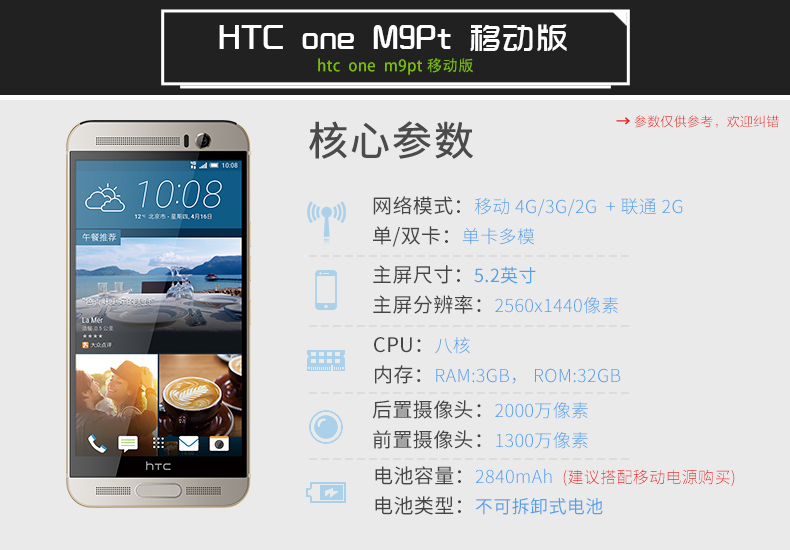 HTC one M9Pt 移动版
htc one m9pt 移动版
→ 参数仅供参考，欢迎纠错
核心参数
网络模式：移动 4G/3G/2G + 联通 2G
单/双卡：单卡多模
主屏尺寸：5.2英寸
主屏分辨率：2560x1440像素
CPU：八核
内存：RAM:3GB， ROM:32GB
后置摄像头：2000万像素
前置摄像头：1300万像素
电池容量：2840mAh (建议搭配移动电源购买)
电池类型：不可拆卸式电池
10:08
10:08
12°C 北京市 - 星期四, 4月16日
午餐推荐
La Mer
大众点评
hTC